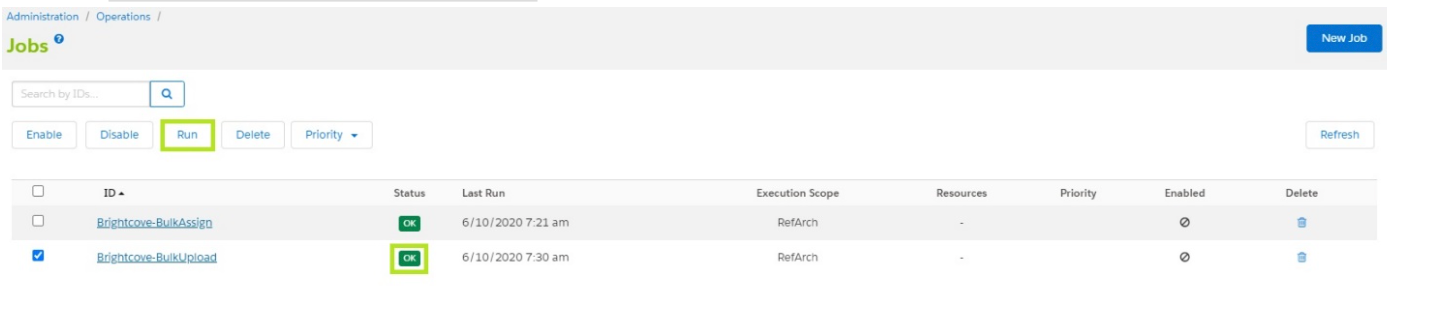 Administration / Operations /
Jobs ?
New Job
Search by IDs...
Enable Disable Run Delete Priority
Refresh
ID Status Last Run Execution Scope Resources Priority Enabled Delete
Brightcove-BulkAssign OK 6/10/2020 7:21 am RefArch -
Brightcove-BulkUpload OK 6/10/2020 7:30 am RefArch -